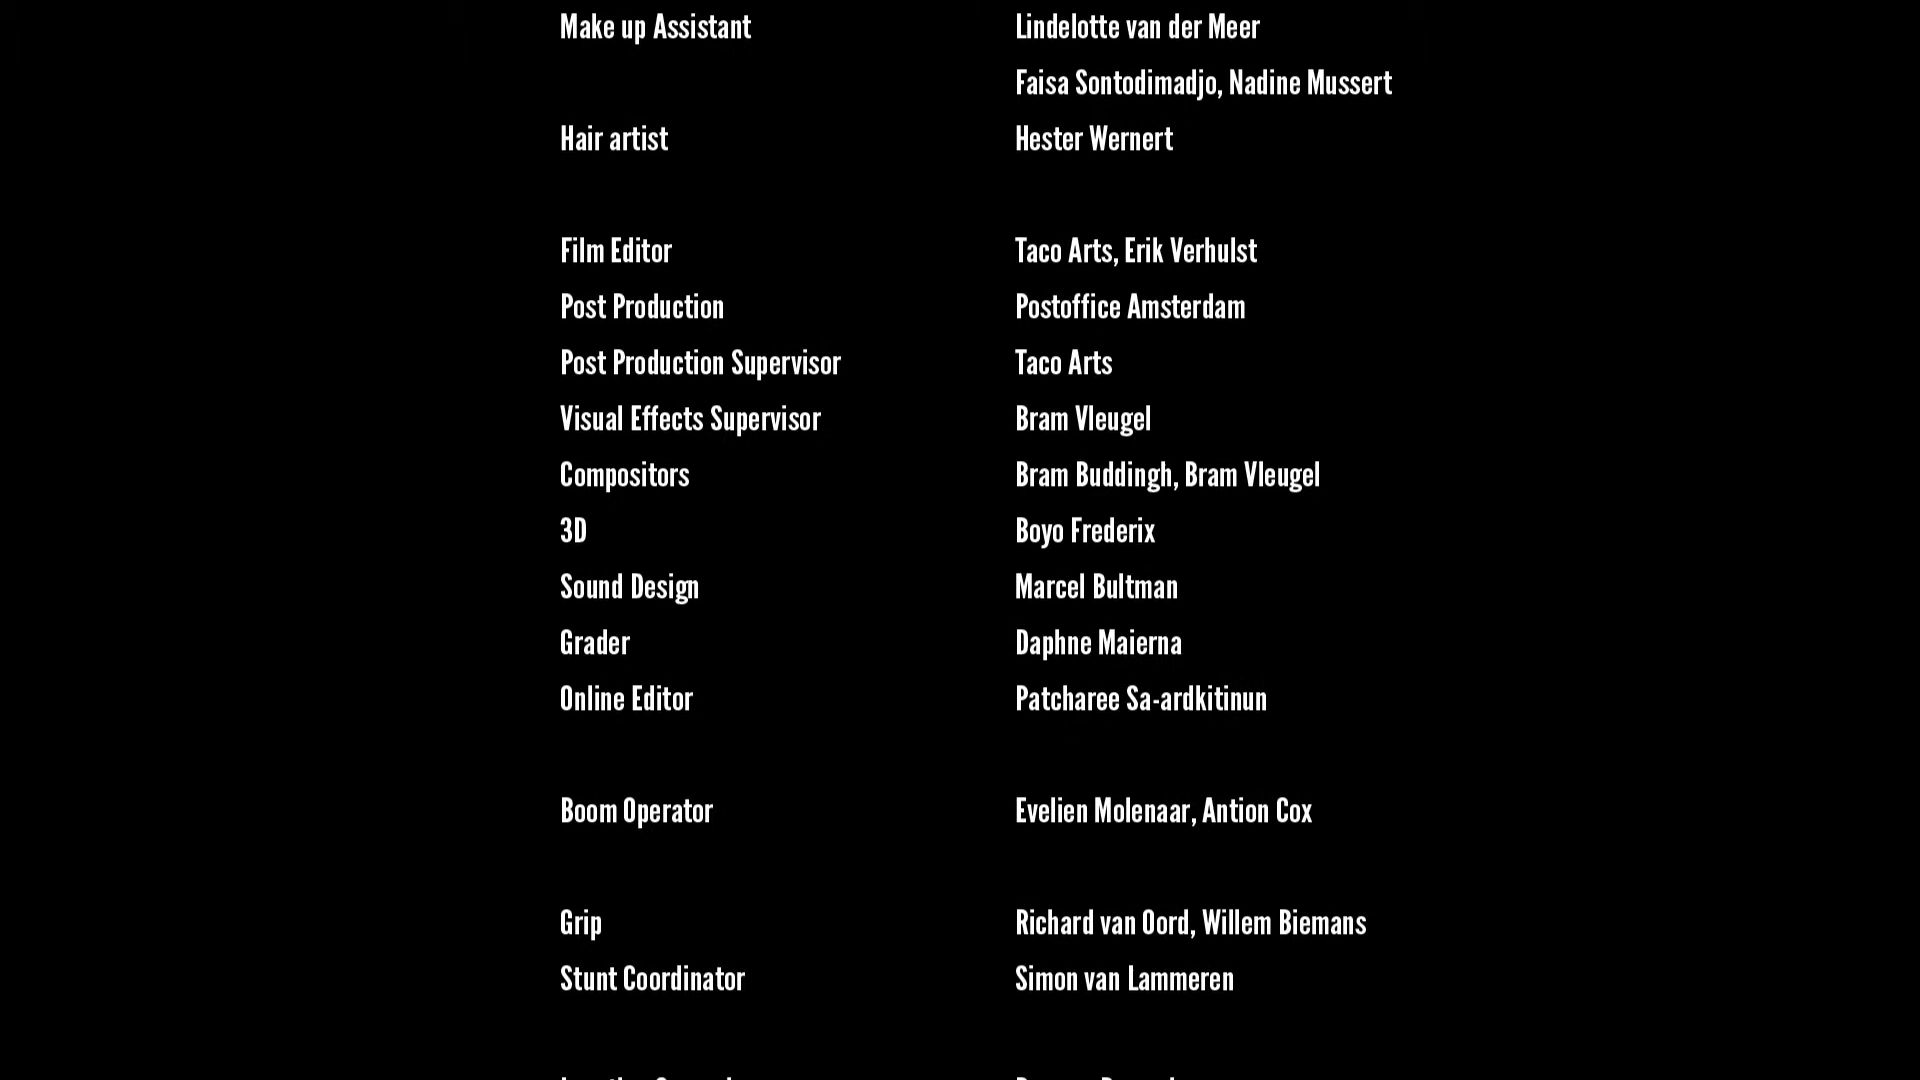 Make up Assistant Lindelotte van der Meer
Faisa Sontodimadjo, Nadine Mussert
Hair artist Hester Wernert
Film Editor Taco Arts, Erik Verhulst
Post Production Postoffice Amsterdam
Post Production Supervisor Taco Arts
Visual Effects Supervisor Bram Vleugel
Compositors Bram Buddingh, Bram Vleugel
3D Boyo Frederix
Sound Design Marcel Bultman
Grader Daphne Maierna
Online Editor Patcharee Sa-ardkitinun
Boom Operator Evelien Molenaar, Antion Cox
Grip Richard van Oord, Willem Biemans
Stunt Coordinator Simon van Lammeren